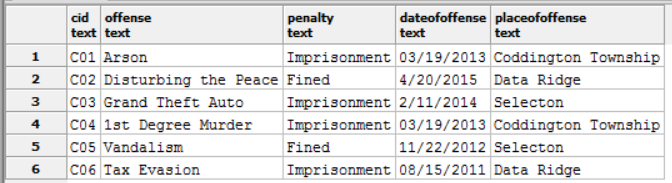 cid offense penalty dateofoffense placeofoffense
text text text text text
1 C01 Arson Imprisonment 03/19/2013 Coddington Township
2 C02 Disturbing the Peace Fined 4/20/2015 Data Ridge
3 C03 Grand Theft Auto Imprisonment 2/11/2014 Selecton
4 C04 1st Degree Murder Imprisonment 03/19/2013 Coddington Township
5 C05 Vandalism Fined 11/22/2012 Selecton
6 C06 Tax Evasion Imprisonment 08/15/2011 Data Ridge